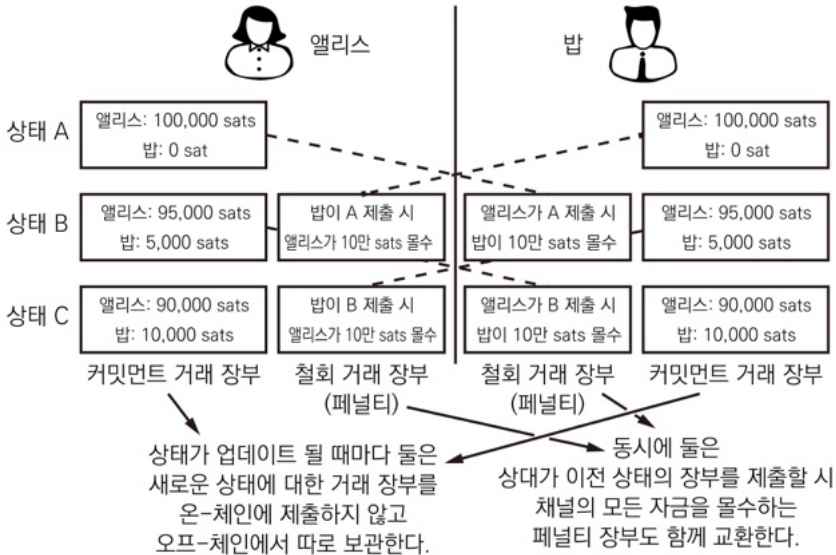 앨리스
밥
상태 A
앨리스: 100,000 sats
밥: 0 sat
앨리스: 100,000 sats
밥: 0 sat
상태 B
앨리스: 95,000 sats
밥: 5,000 sats
밥이 A 제출 시
앨리스가 10만 sats 몰수
앨리스가 A 제출 시
밥이 10만 sats 몰수
앨리스: 95,000 sats
밥: 5,000 sats
상태 C
앨리스: 90,000 sats
밥: 10,000 sats
밥이 B 제출 시
앨리스가 10만 sats 몰수
앨리스가 B 제출 시
밥이 10만 sats 몰수
앨리스: 90,000 sats
밥: 10,000 sats
커밋먼트 거래 장부
철회 거래 장부
(페널티)
철회 거래 장부
(페널티)
커밋먼트 거래 장부
상태가 업데이트 될 때마다 둘은
새로운 상태에 대한 거래 장부를
온-체인에 제출하지 않고
오프-체인에서 따로 보관한다.
동시에 둘은
상대가 이전 상태의 장부를 제출할 시
채널의 모든 자금을 몰수하는
페널티 장부도 함께 교환한다.